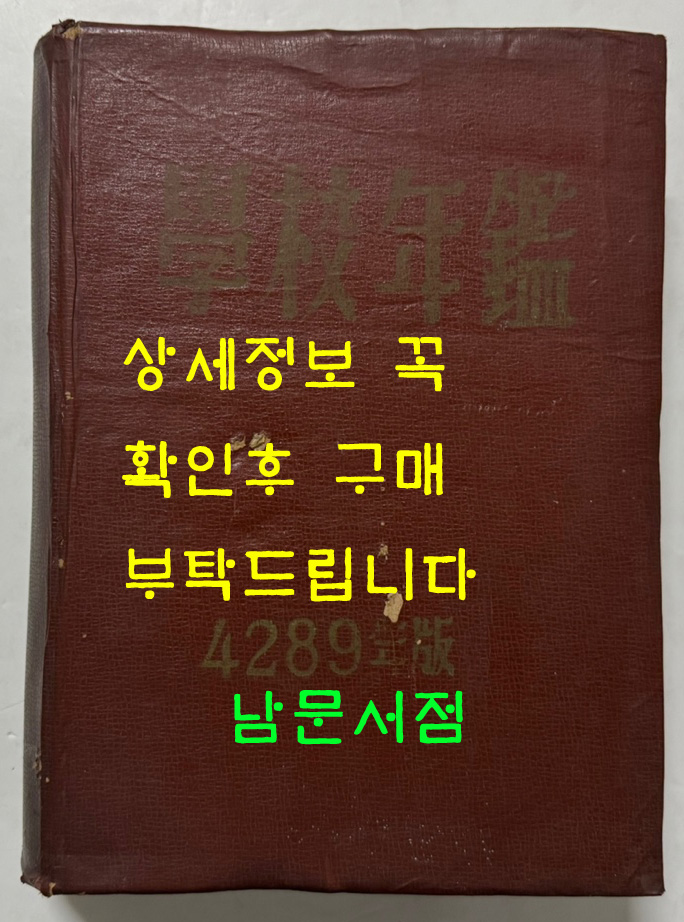 學校年鑑
상세정보 꼭
확인후 구매
부탁드립니다
4289年版
남문서점